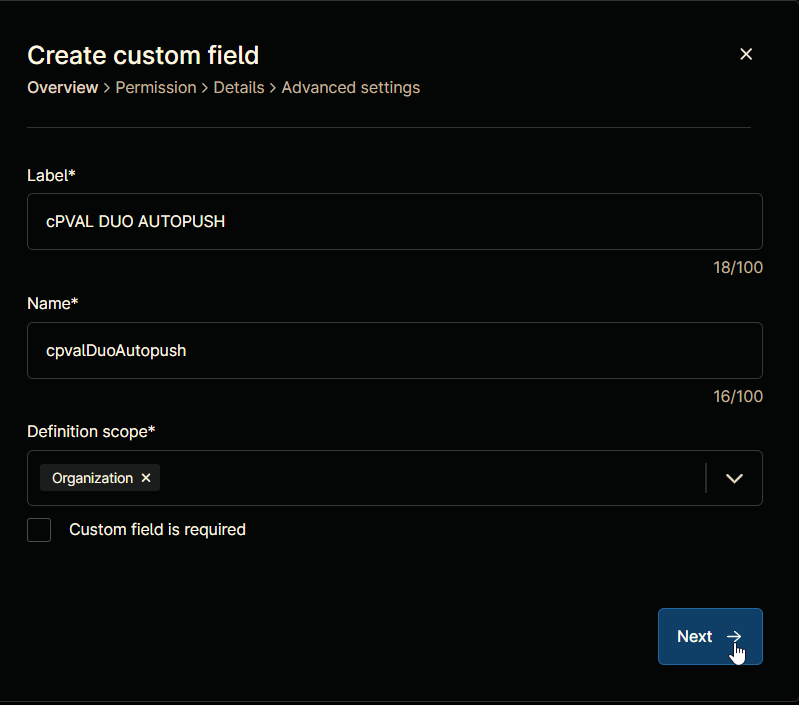 Create custom field
Overview > Permission > Details > Advanced settings
Label*
cPVAL DUO AUTOPUSH
18/100
Name*
cpvalDuoAutopush
16/100
Definition scope*
Organization
Custom field is required
Next